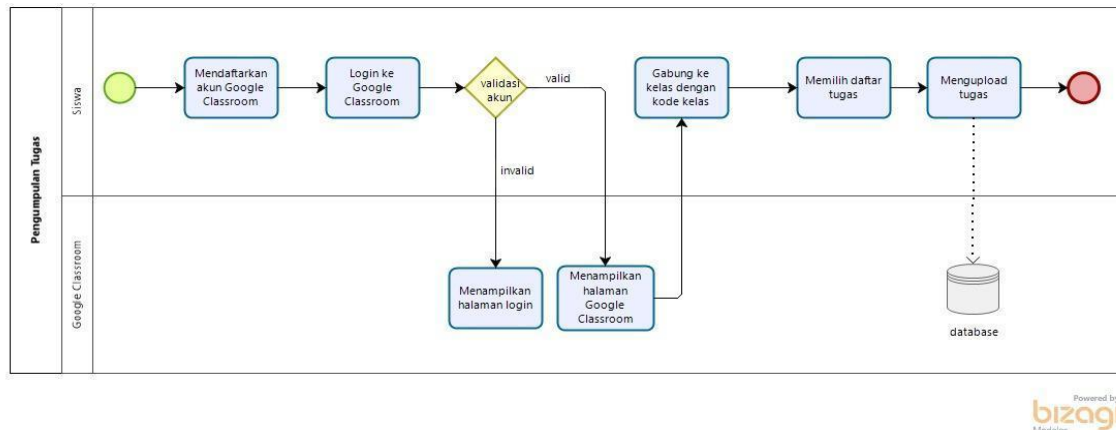 Pengumpulan Tugas
Siswa
Mendaftarkan
akun Google
Classroom
Login ke
Google
Classroom
validasi
akun
valid
invalid
Gabung ke
kelas dengan
kode kelas
Memilih daftar
tugas
Mengupload
tugas
Google Classroom
Menampilkan
halaman login
Menampilkan
halaman
Google
Classroom
database
Powered by
bizagi
Modeler